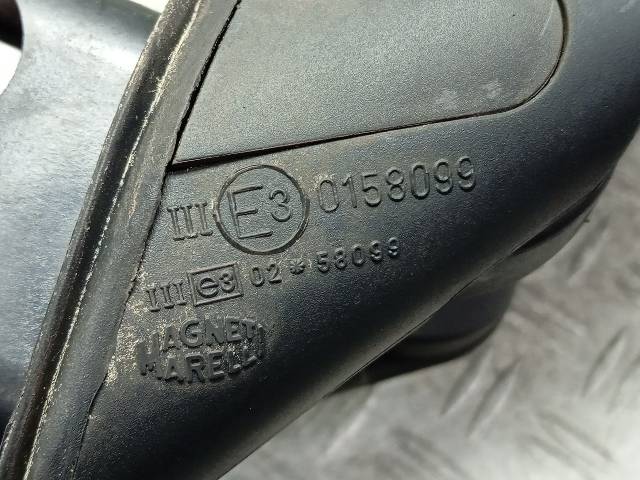 III E3 0158099
III e3 02*58099
MAGNETI
MARELLI